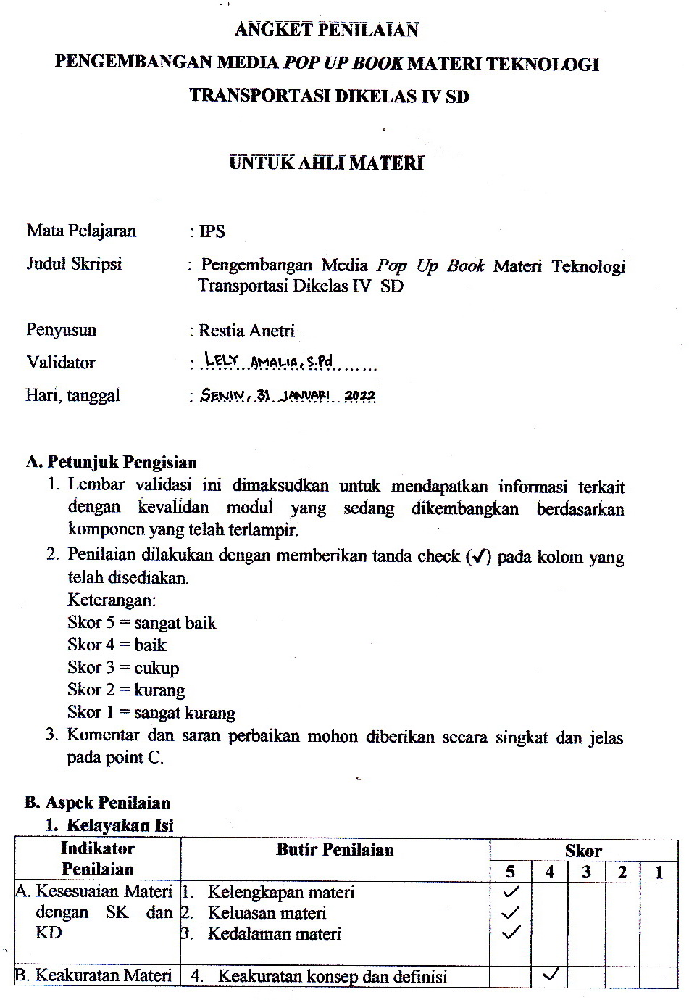 ANGKET PENILAIAN
PENGEMBANGAN MEDIA POP UP BOOK MATERI TEKNOLOGI
TRANSPORTASI DIKELAS IV SD
UNTUK AHLI MATERI
Mata Pelajaran : IPS
Judul Skripsi : Pengembangan Media Pop Up Book Materi Teknologi
Transportasi Dikelas IV SD
Penyusun : Restia Anetri
Validator : LELY AMALIA, S.Pd
Hari, tanggal : SENIN, 31 JANUARI 2022
A. Petunjuk Pengisian
1. Lembar validasi ini dimaksudkan untuk mendapatkan informasi terkait
dengan kevalidan modul yang sedang dikembangkan berdasarkan
komponen yang telah terlampir.
2. Penilaian dilakukan dengan memberikan tanda check (✓) pada kolom yang
telah disediakan.
Keterangan:
Skor 5 = sangat baik
Skor 4 = baik
Skor 3 = cukup
Skor 2 = kurang
Skor 1 = sangat kurang
3. Komentar dan saran perbaikan mohon diberikan secara singkat dan jelas
pada point C.
B. Aspek Penilaian
1. Kelayakan Isi
Indikator Butir Penilaian Skor
Penilaian 5 4 3 2 1
A. Kesesuaian Materi 1. Kelengkapan materi ✓
dengan SK dan 2. Keluasan materi ✓
KD 3. Kedalaman materi ✓
B. Keakuratan Materi 4. Keakuratan konsep dan definisi ✓